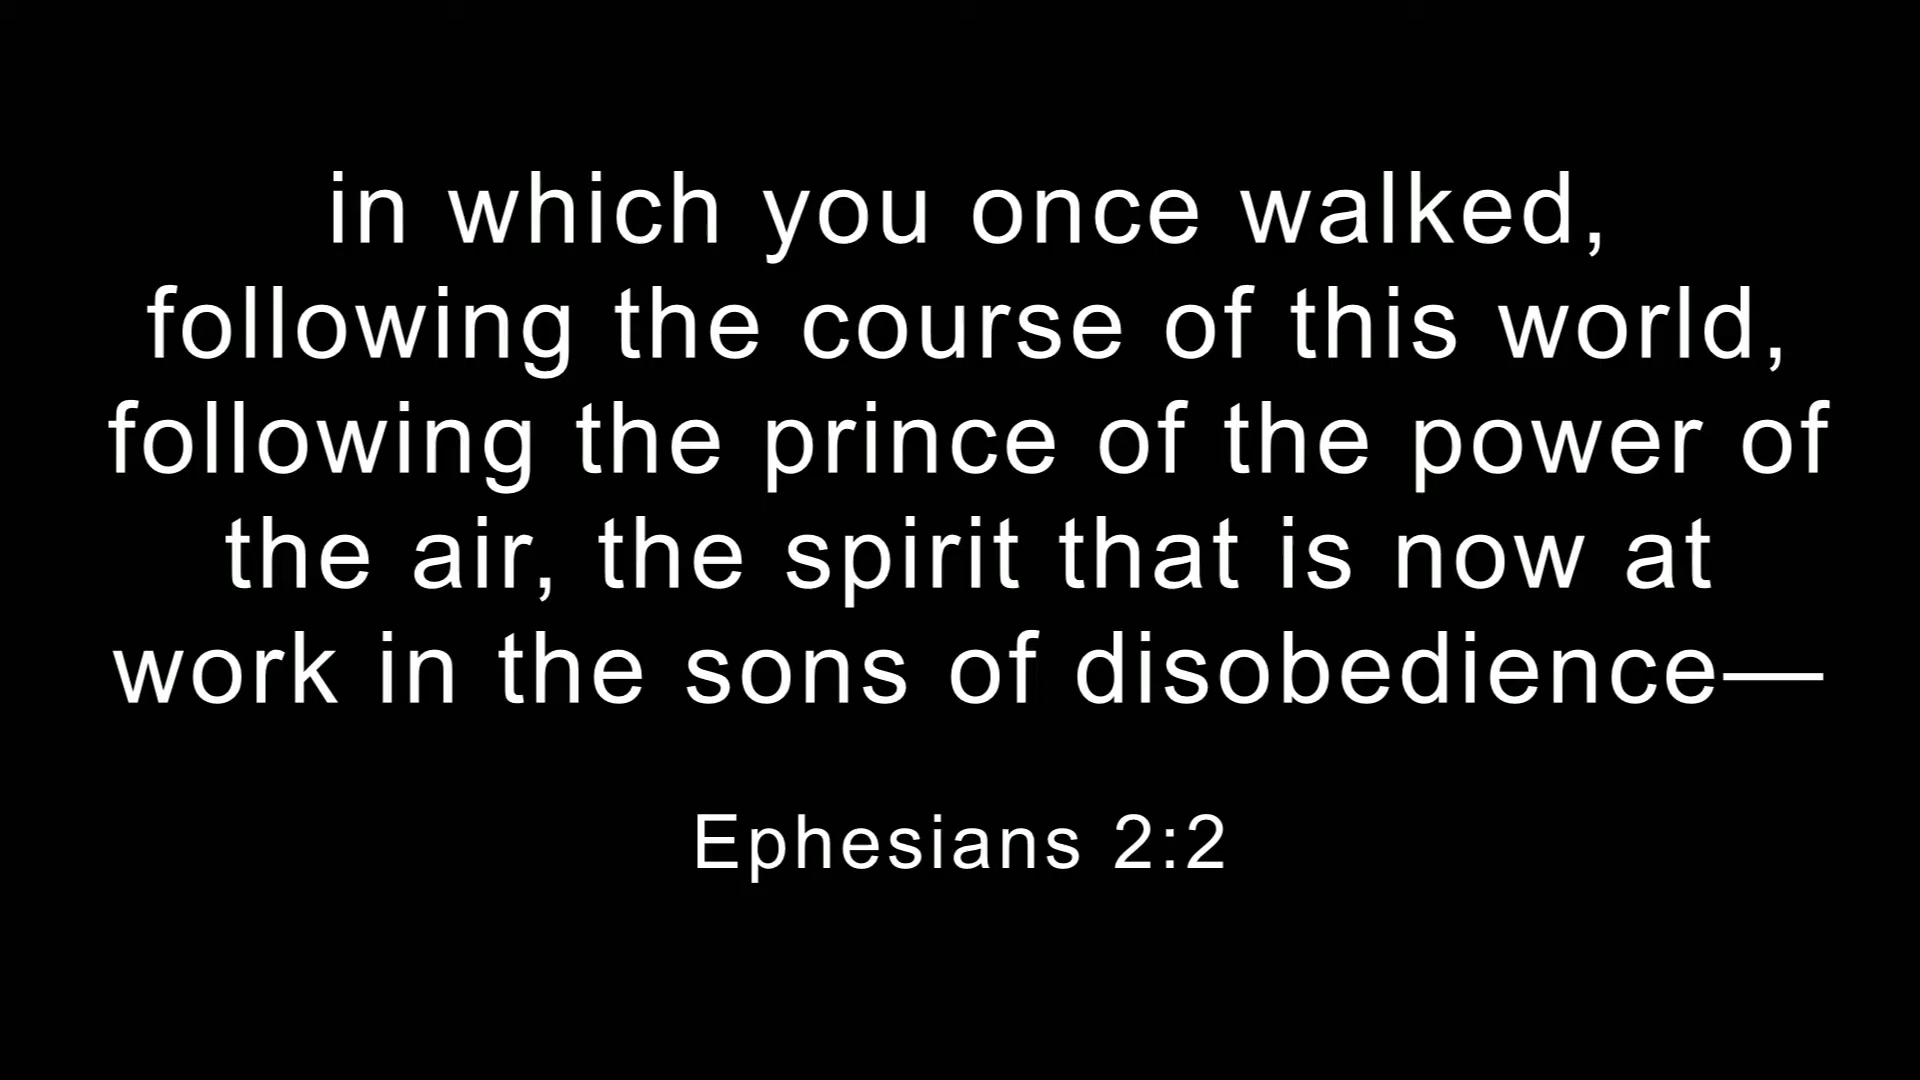 in which you once walked,
following the course of this world,
following the prince of the power of
the air, the spirit that is now at
work in the sons of disobedience—
Ephesians 2:2